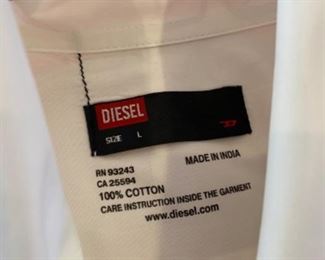 DIESEL
SIZE L
MADE IN INDIA
RN 93243
CA 25594
100% COTTON
CARE INSTRUCTION INSIDE THE GARMENT
www.diesel.com